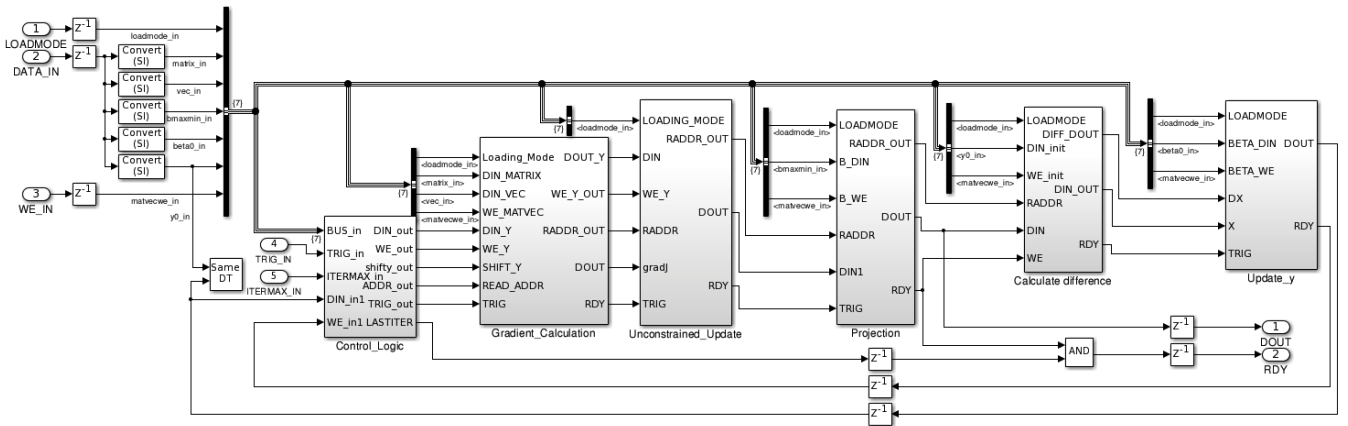 1
LOADMODE
2
DATA_IN
3
WE_IN
Z-1
Z-1
Z-1
Convert
(SI)
Convert
(SI)
Convert
(SI)
Convert
(SI)
Convert
(SI)
loadmode_in
matrix_in
vec_in
bmaxmin_in
beta0_in
matvecwe_in
y0_in
{7}
4
TRIG_IN
5
ITERMAX_IN
Same
DT
{7}
BUS_in
TRIG_in
ITERMAX_in
DIN_in1
WE_in1
DIN_out
WE_out
shifty_out
ADDR_out
TRIG_out
LASTITER
Control_Logic
{7}
<loadmode_in>
<matrix_in>
<vec_in>
<matvecwe_in>
Loading_Mode
DIN_MATRIX
DIN_VEC
WE_MATVEC
DIN_Y
WE_Y
SHIFT_Y
READ_ADDR
TRIG
DOUT_Y
WE_Y_OUT
RADDR_OUT
DOUT
RDY
Gradient_Calculation
{7}
<loadmode_in>
LOADING_MODE
RADDR_OUT
DIN
WE_Y
DOUT
RADDR
gradJ
RDY
TRIG
Unconstrained_Update
{7}
<loadmode_in>
<bmaxmin_in>
<matvecwe_in>
LOADMODE
RADDR_OUT
B_DIN
B_WE
DOUT
RADDR
DIN1
RDY
TRIG
Projection
{7}
<loadmode_in>
<y0_in>
<matvecwe_in>
LOADMODE
DIFF_DOUT
DIN_init
WE_init
DIN_OUT
RADDR
DIN
RDY
WE
Calculate difference
{7}
<loadmode_in>
<beta0_in>
<matvecwe_in>
LOADMODE
BETA_DIN
DOUT
BETA_WE
DX
X
RDY
TRIG
Update_y
Z-1
Z-1
Z-1
AND
Z-1
Z-1
1
DOUT
2
RDY